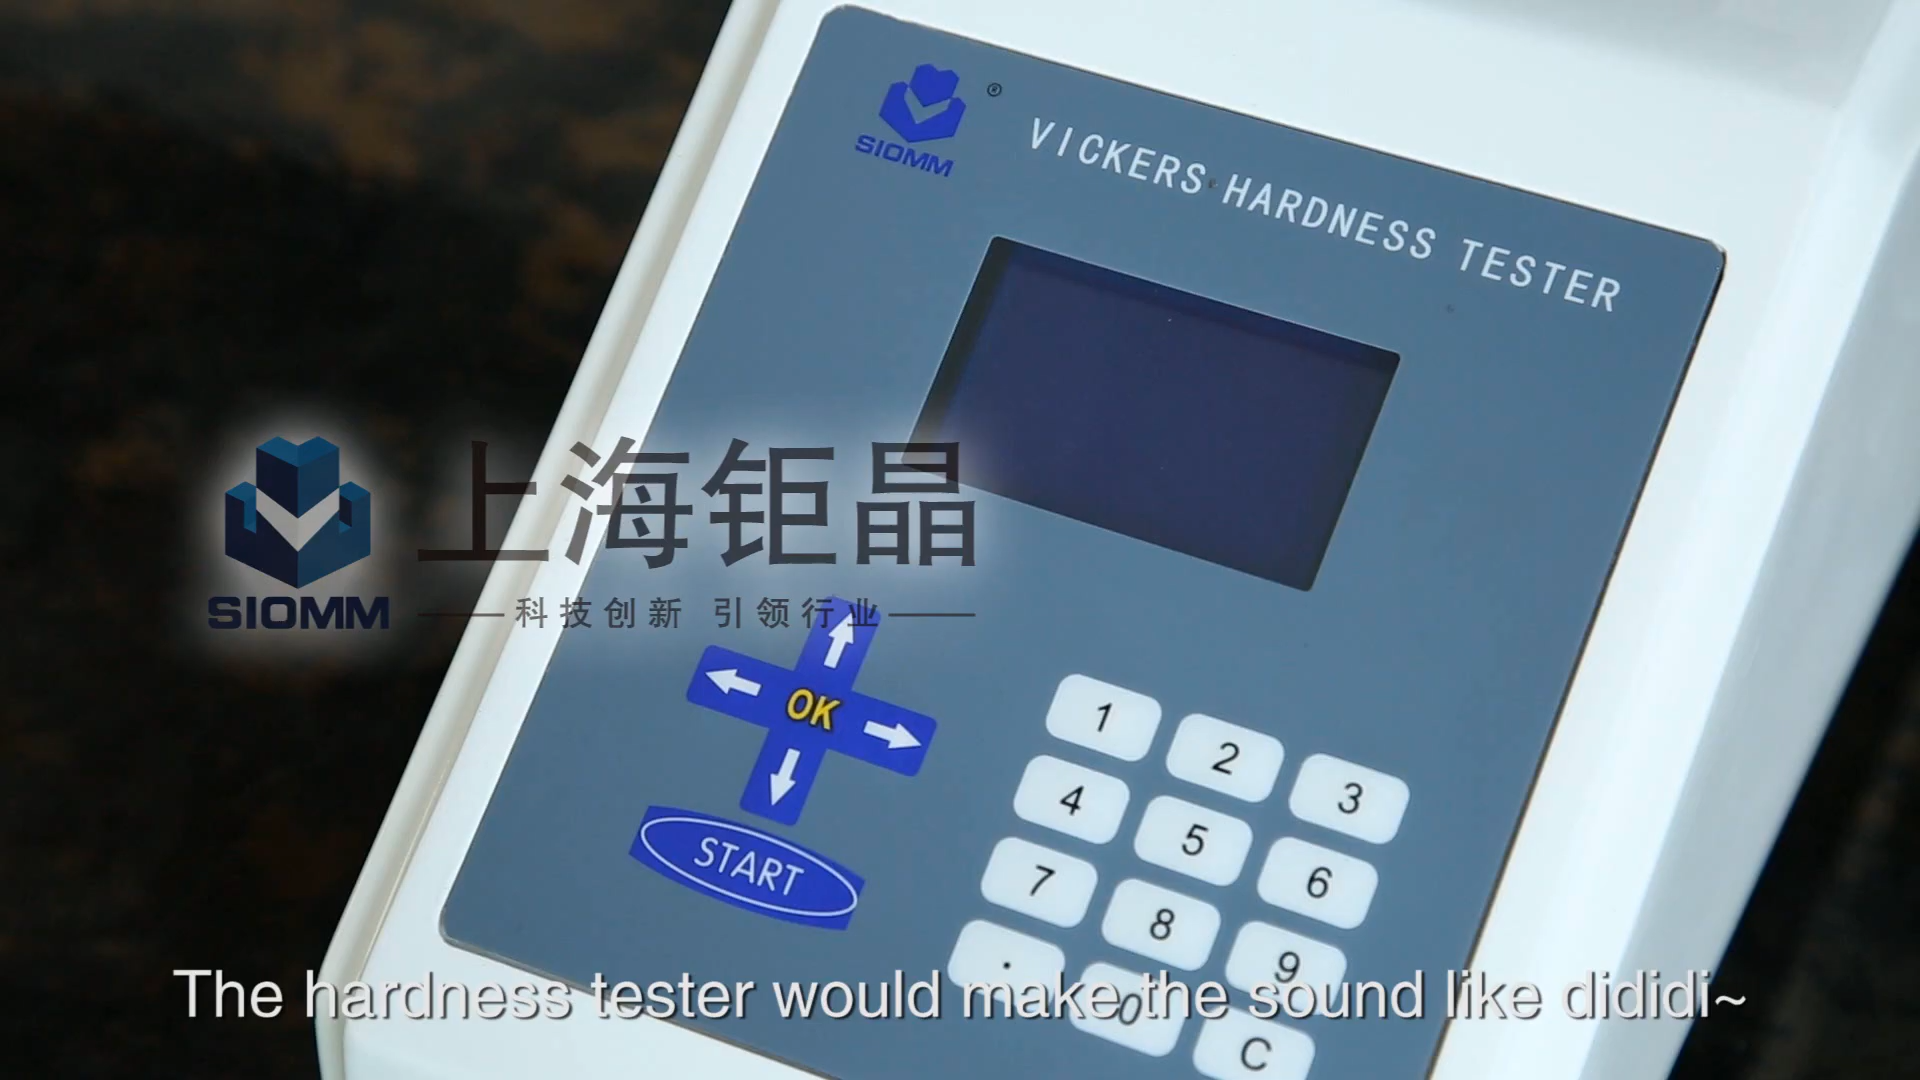 SIOMM
®
VICKERS HARDNESS TESTER
上海钜晶
SIOMM
科技创新 引领行业
OK
START
1 2 3
4 5 6
7 8 9
. 0 C
The hardness tester would make the sound like dididi~